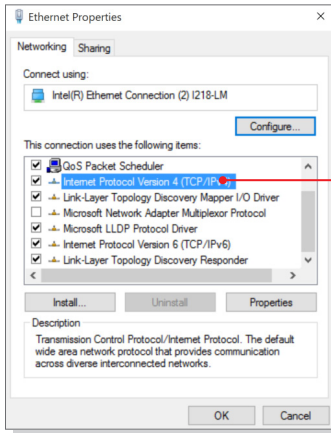 Ethernet Properties
Networking Sharing
Connect using:
Intel(R) Ethernet Connection (2) I218-LM
Configure...
This connection uses the following items:
QoS Packet Scheduler
Internet Protocol Version 4 (TCP/IPv4)
Link-Layer Topology Discovery Mapper I/O Driver
Microsoft Network Adapter Multiplexor Protocol
Microsoft LLDP Protocol Driver
Internet Protocol Version 6 (TCP/IPv6)
Link-Layer Topology Discovery Responder
Install... Uninstall Properties
Description
Transmission Control Protocol/Internet Protocol. The default
wide area network protocol that provides communication
across diverse interconnected networks.
OK Cancel